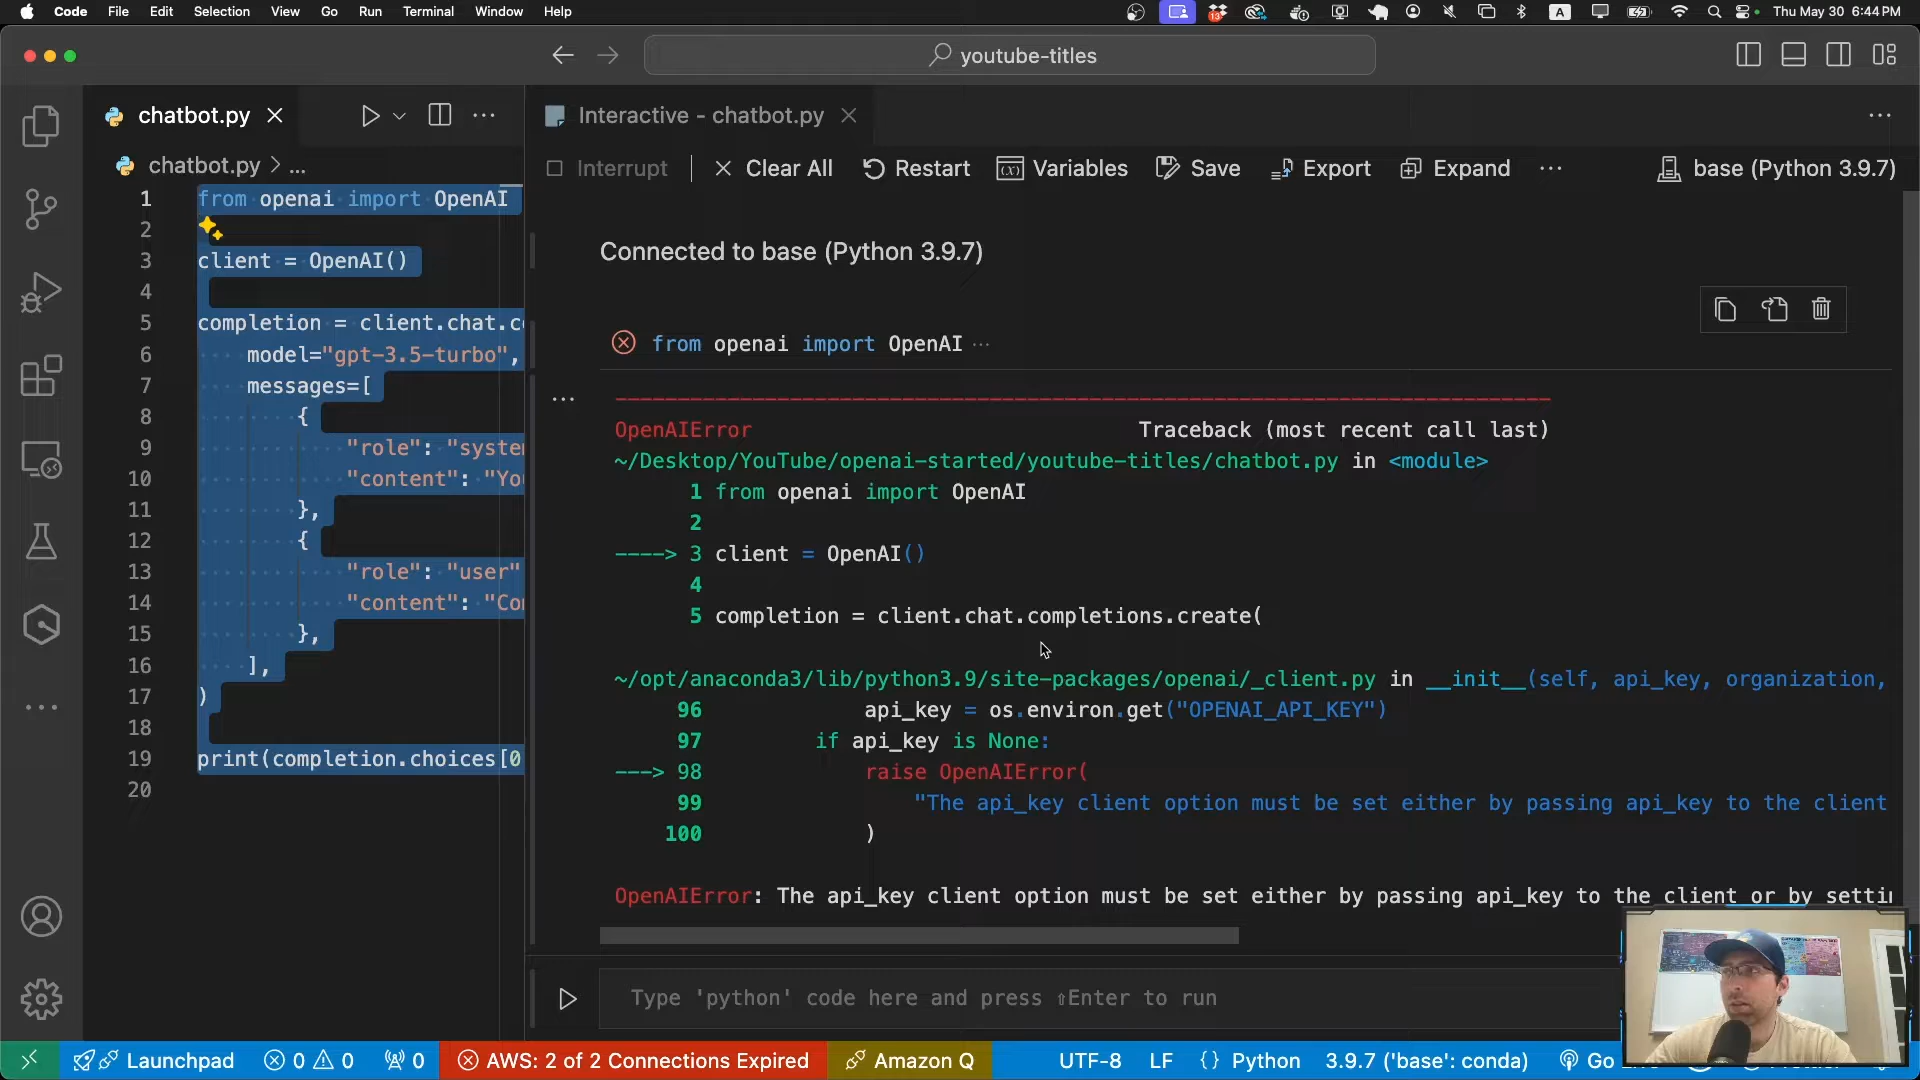 Code File Edit Selection View Go Run Terminal Window Help
13 A Thu May 30 6:44 PM
youtube-titles
chatbot.py
Interactive - chatbot.py
chatbot.py > ...
Interrupt Clear All Restart Variables Save Export Expand ... base (Python 3.9.7)
1 from openai import OpenAI
2
3 client = OpenAI()
4
5 completion = client.chat.c
6 model="gpt-3.5-turbo",
7 messages=[
8 {
9 "role": "system
10 "content": "You
11 },
12 {
13 "role": "user"
14 "content": "Com
15 },
16 ],
17 )
18
19 print(completion.choices[0
20
Connected to base (Python 3.9.7)
from openai import OpenAI ...
OpenAIError Traceback (most recent call last)
~/Desktop/YouTube/openai-started/youtube-titles/chatbot.py in <module>
1 from openai import OpenAI
2
----> 3 client = OpenAI()
4
5 completion = client.chat.completions.create(
~/opt/anaconda3/lib/python3.9/site-packages/openai/_client.py in __init__(self, api_key, organization,
96 api_key = os.environ.get("OPENAI_API_KEY")
97 if api_key is None:
---> 98 raise OpenAIError(
99 "The api_key client option must be set either by passing api_key to the client
100 )
OpenAIError: The api_key client option must be set either by passing api_key to the client or by settin
Type 'python' code here and press ⇧Enter to run
Launchpad 0 0 0 AWS: 2 of 2 Connections Expired Amazon Q UTF-8 LF {} Python 3.9.7 ('base': conda) Go